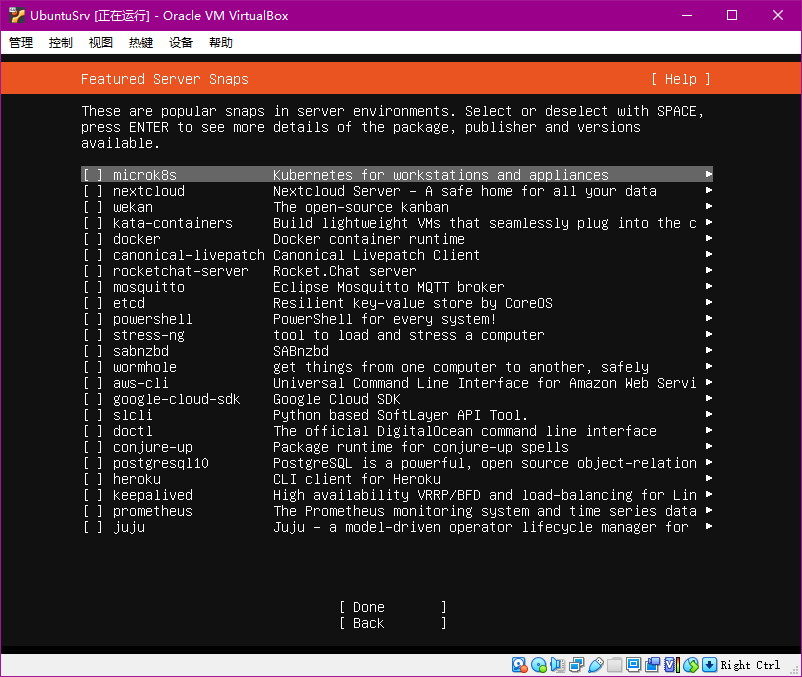 UbuntuSrv [正在运行] - Oracle VM VirtualBox
管理 控制 视图 热键 设备 帮助
Featured Server Snaps [ Help ]
These are popular snaps in server environments. Select or deselect with SPACE,
press ENTER to see more details of the package, publisher and versions
available.
[ ] microk8s Kubernetes for workstations and appliances
[ ] nextcloud Nextcloud Server - A safe home for all your data
[ ] wekan The open-source kanban
[ ] kata-containers Build lightweight VMs that seamlessly plug into the c
[ ] docker Docker container runtime
[ ] canonical-livepatch Canonical Livepatch Client
[ ] rocketchat-server Rocket.Chat server
[ ] mosquitto Eclipse Mosquitto MQTT broker
[ ] etcd Resilient key-value store by CoreOS
[ ] powershell PowerShell for every system!
[ ] stress-ng tool to load and stress a computer
[ ] sabnzbd SABnzbd
[ ] wormhole get things from one computer to another, safely
[ ] aws-cli Universal Command Line Interface for Amazon Web Servi
[ ] google-cloud-sdk Google Cloud SDK
[ ] slcli Python based SoftLayer API Tool.
[ ] doctl The official DigitalOcean command line interface
[ ] conjure-up Package runtime for conjure-up spells
[ ] postgresql10 PostgreSQL is a powerful, open source object-relation
[ ] heroku CLI client for Heroku
[ ] keepalived High availability VRRP/BFD and load-balancing for Lin
[ ] prometheus The Prometheus monitoring system and time series data
[ ] juju Juju - a model-driven operator lifecycle manager for
[ Done ]
[ Back ]
Right Ctrl